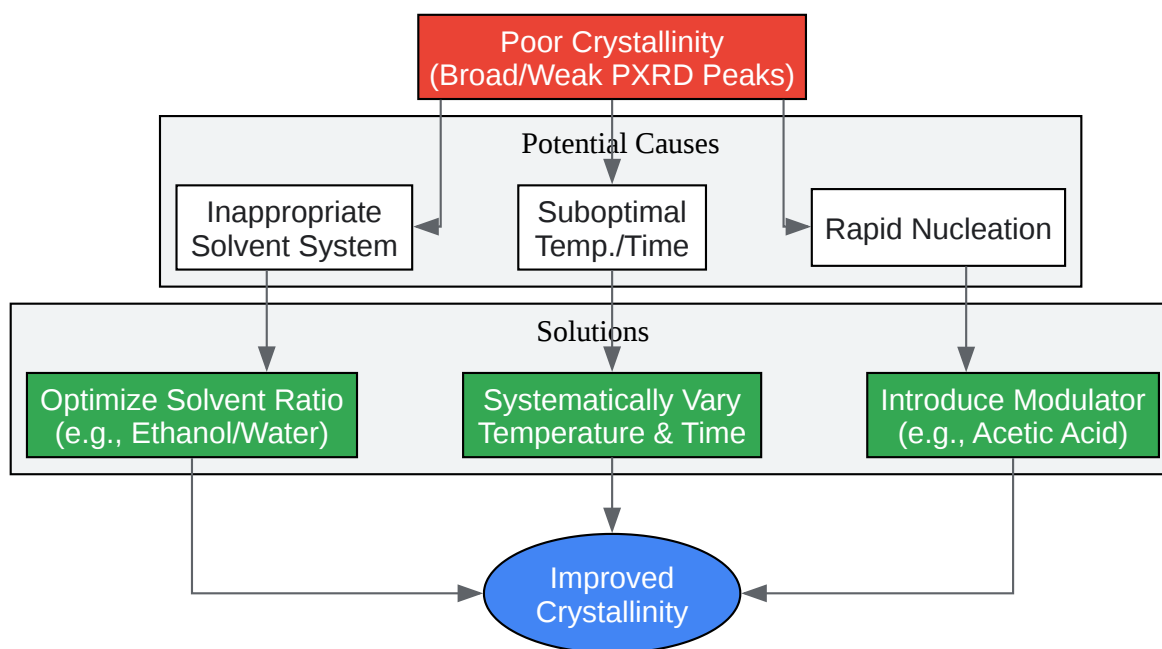 Poor Crystallinity
(Broad/Weak PXRD Peaks)
Potential Causes
Inappropriate
Solvent System
Suboptimal
Temp./Time
Rapid Nucleation
Solutions
Optimize Solvent Ratio
(e.g., Ethanol/Water)
Systematically Vary
Temperature & Time
Introduce Modulator
(e.g., Acetic Acid)
Improved
Crystallinity